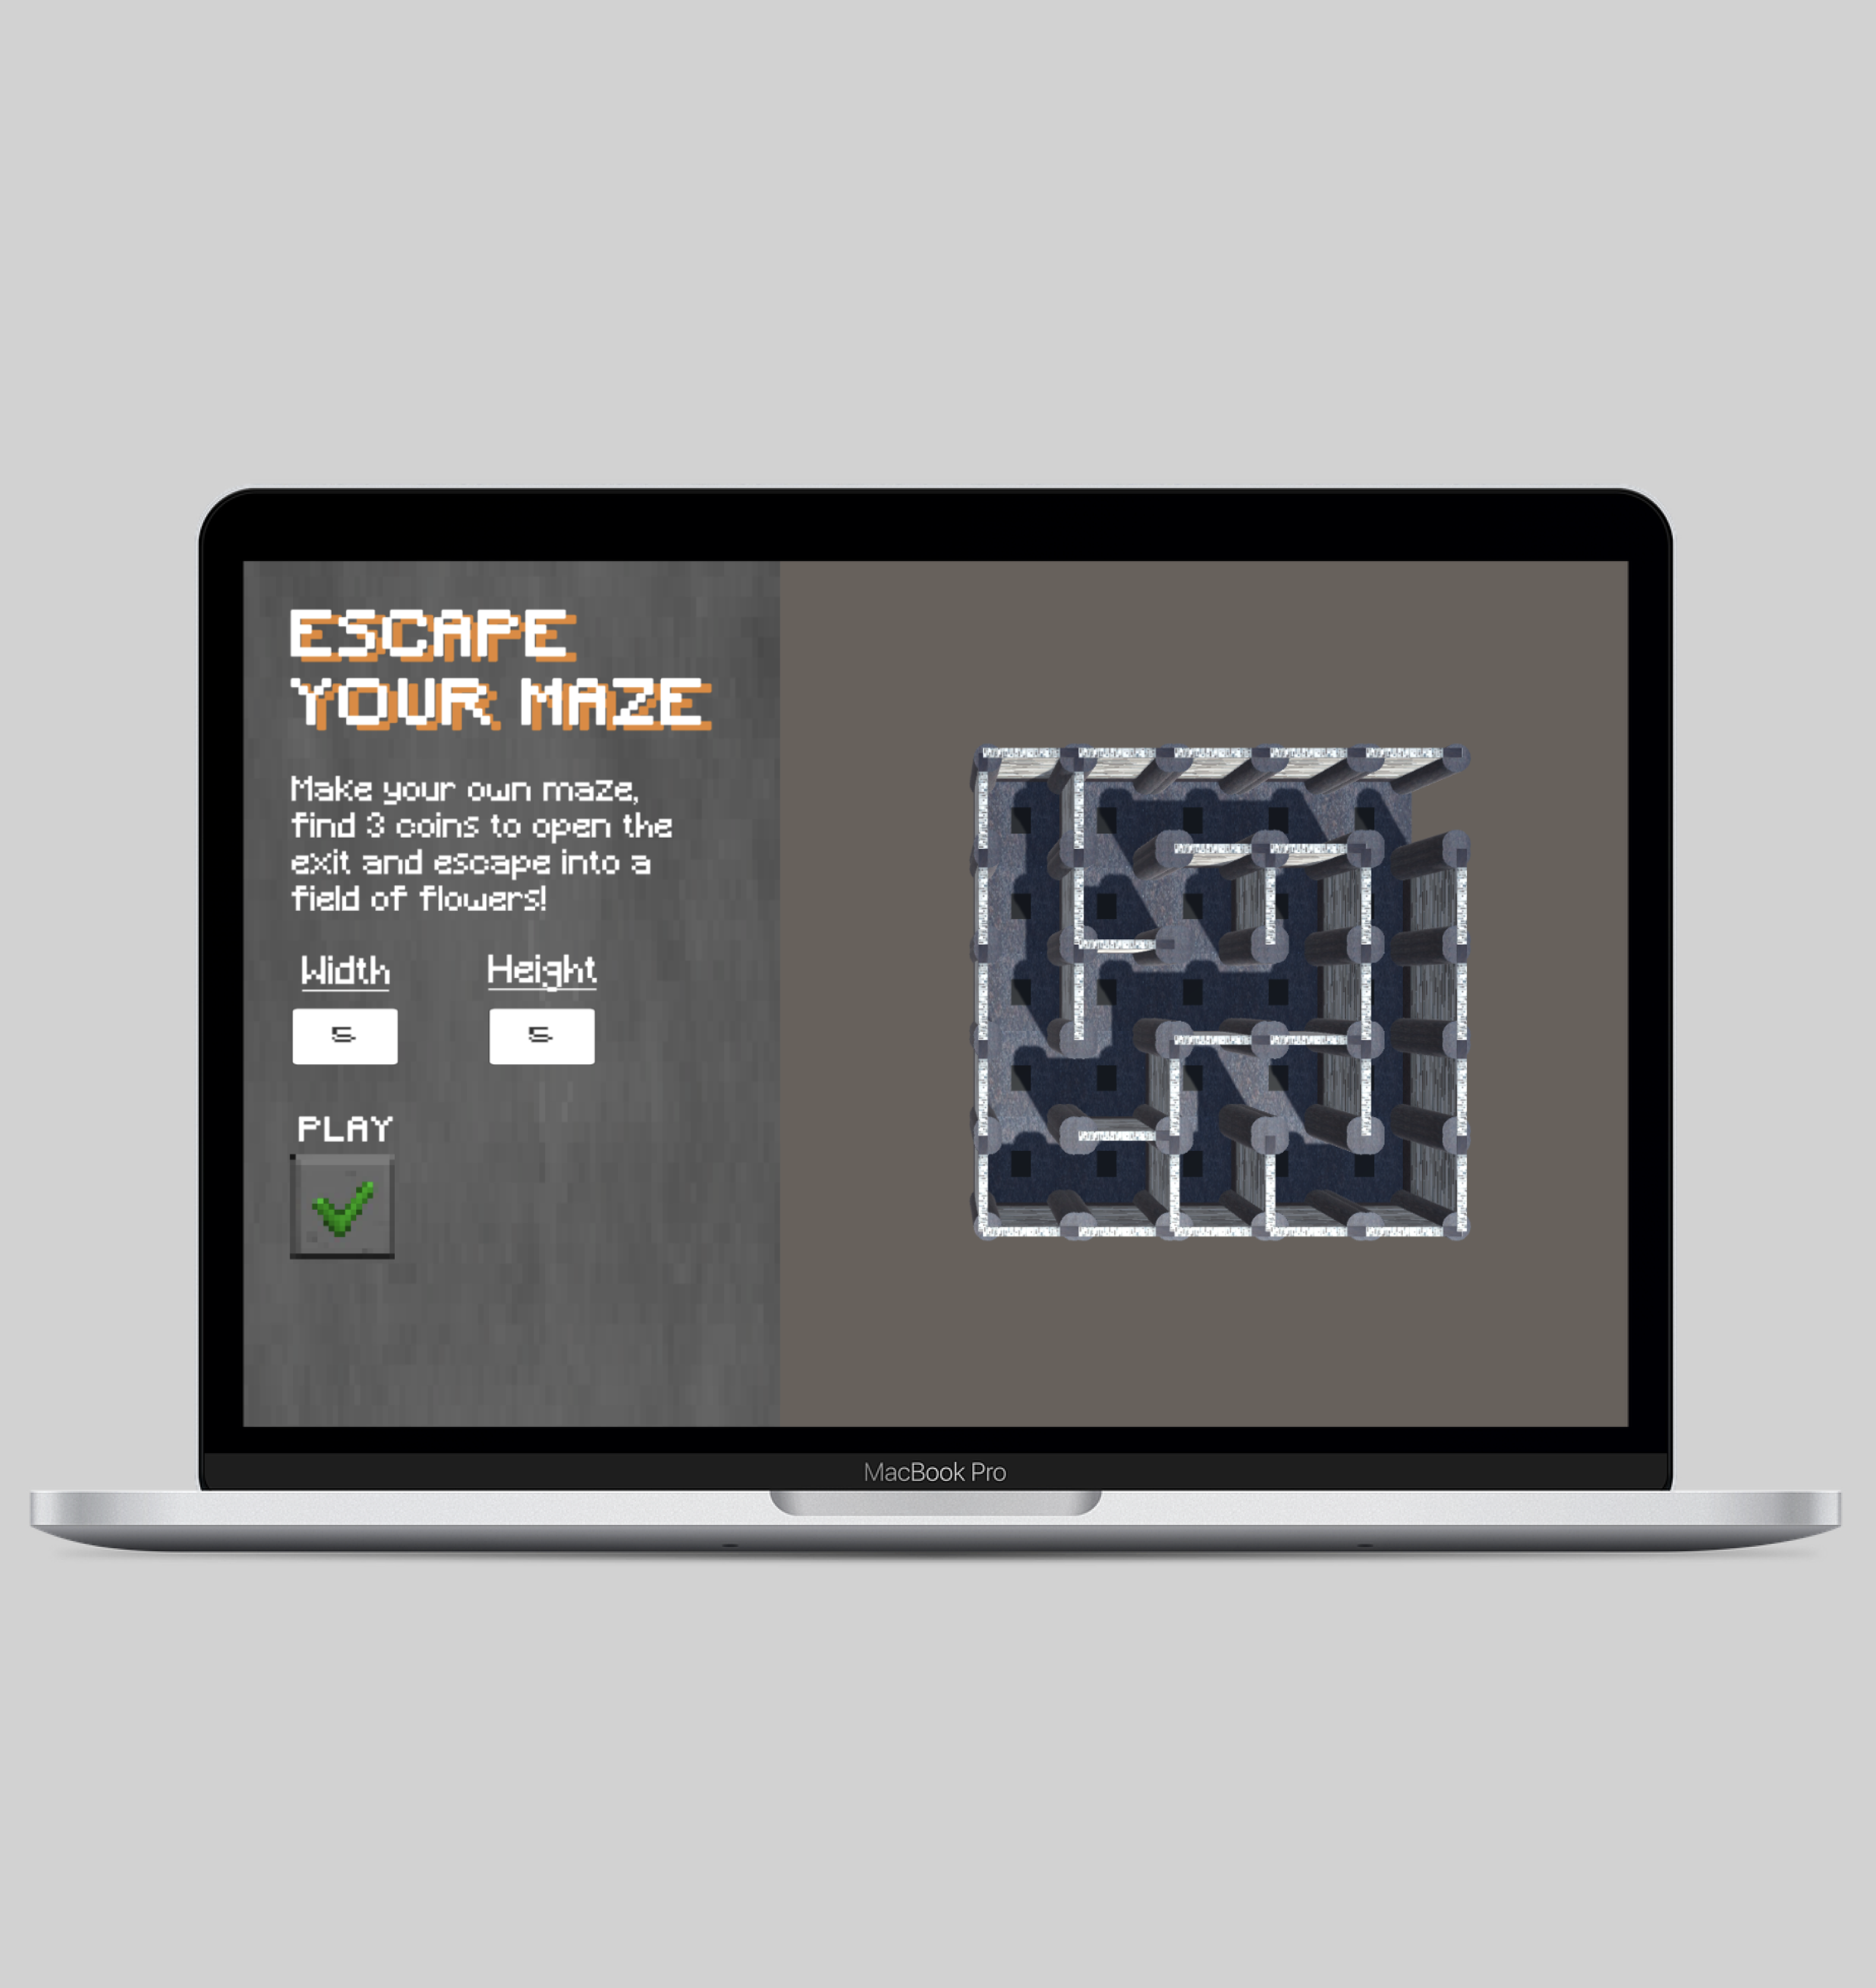 ESCAPE
YOUR MAZE
Make your own maze,
find 3 coins to open the
exit and escape into a
field of flowers!
Width Height
5 5
PLAY
MacBook Pro